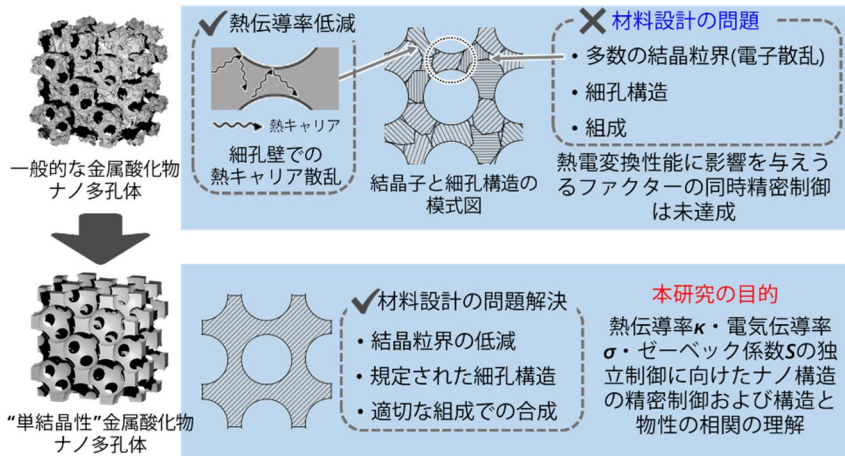 一般的な金属酸化物
ナノ多孔体
熱伝導率低減
熱キャリア
細孔壁での
熱キャリア散乱
結晶子と細孔構造の
模式図
材料設計の問題
・多数の結晶粒界(電子散乱)
・細孔構造
・組成
熱電変換性能に影響を与えう
るファクターの同時精密制御
は未達成
“単結晶性”金属酸化物
ナノ多孔体
材料設計の問題解決
・結晶粒界の低減
・規定された細孔構造
・適切な組成での合成
本研究の目的
熱伝導率κ・電気伝導率
σ・ゼーベック係数Sの独
立制御に向けたナノ構造
の精密制御および構造と
物性の相関の理解